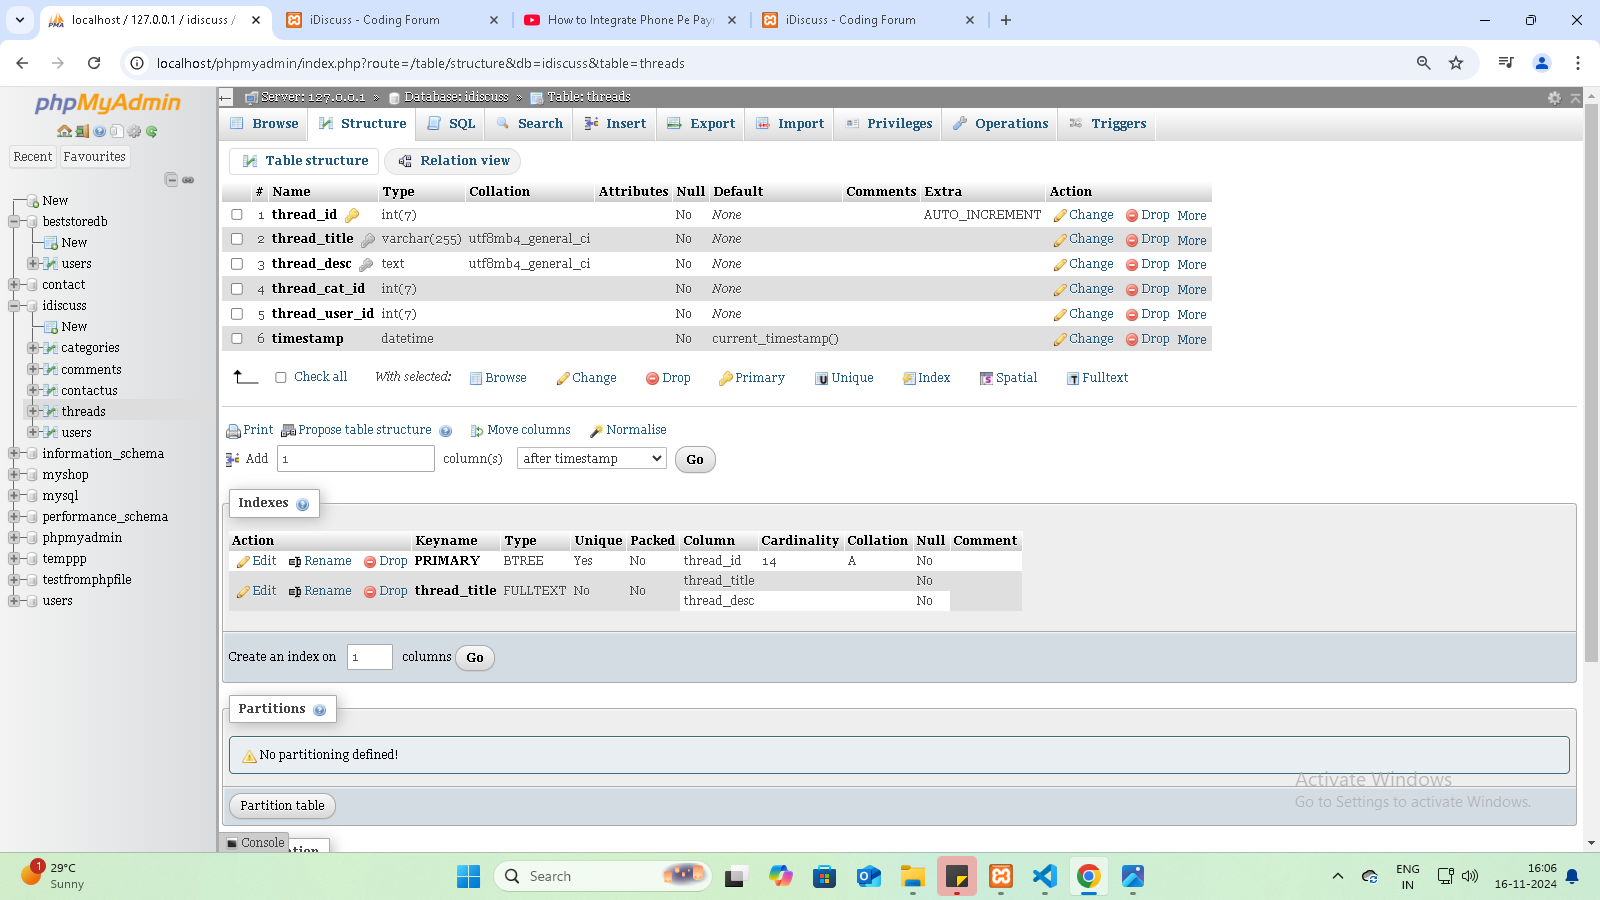 localhost / 127.0.0.1 / idiscuss /
iDiscuss - Coding Forum
How to Integrate Phone Pe Pay
iDiscuss - Coding Forum
localhost/phpmyadmin/index.php?route=/table/structure&db=idiscuss&table=threads
phpMyAdmin
Recent Favourites
New
beststoredb
New
users
contact
idiscuss
New
categories
comments
contactus
threads
users
information_schema
myshop
mysql
performance_schema
phpmyadmin
temppp
testfromphpfile
users
Server: 127.0.0.1 » Database: idiscuss » Table: threads
Browse Structure SQL Search Insert Export Import Privileges Operations Triggers
Table structure Relation view
# Name Type Collation Attributes Null Default Comments Extra Action
1 thread_id int(7) No None AUTO_INCREMENT Change Drop More
2 thread_title varchar(255) utf8mb4_general_ci No None Change Drop More
3 thread_desc text utf8mb4_general_ci No None Change Drop More
4 thread_cat_id int(7) No None Change Drop More
5 thread_user_id int(7) No None Change Drop More
6 timestamp datetime No current_timestamp() Change Drop More
Check all With selected: Browse Change Drop Primary Unique Index Spatial Fulltext
Print Propose table structure Move columns Normalise
Add 1 column(s) after timestamp Go
Indexes
Action Keyname Type Unique Packed Column Cardinality Collation Null Comment
Edit Rename Drop PRIMARY BTREE Yes No thread_id 14 A No
Edit Rename Drop thread_title FULLTEXT No No thread_title No
thread_desc No
Create an index on 1 columns Go
Partitions
No partitioning defined!
Partition table
Console
Activate Windows
Go to Settings to activate Windows.
1
29°C
Sunny
Search
ENG
IN
16:06
16-11-2024